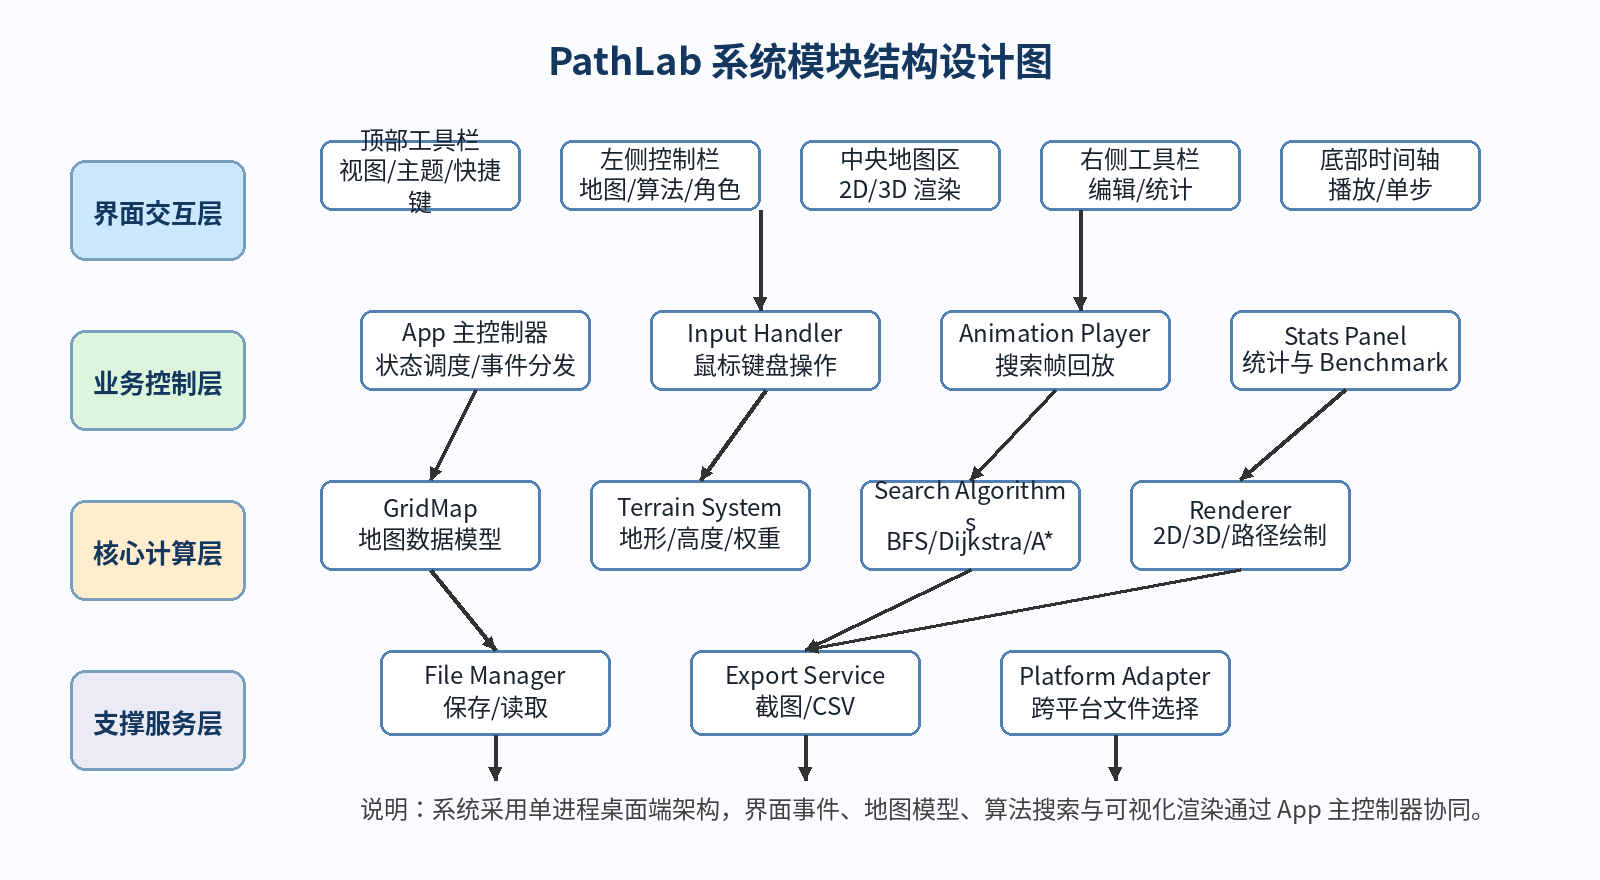 PathLab 系统模块结构设计图
界面交互层
顶部工具栏
视图/主题/快捷
键
左侧控制栏
地图/算法/角色
中央地图区
2D/3D 渲染
右侧工具栏
编辑/统计
底部时间轴
播放/单步
业务控制层
App 主控制器
状态调度/事件分发
Input Handler
鼠标键盘操作
Animation Player
搜索帧回放
Stats Panel
统计与 Benchmark
核心计算层
GridMap
地图数据模型
Terrain System
地形/高度/权重
Search Algorithm
s
BFS/Dijkstra/A*
Renderer
2D/3D/路径绘制
支撑服务层
File Manager
保存/读取
Export Service
截图/CSV
Platform Adapter
跨平台文件选择
说明：系统采用单进程桌面端架构，界面事件、地图模型、算法搜索与可视化渲染通过 App 主控制器协同。